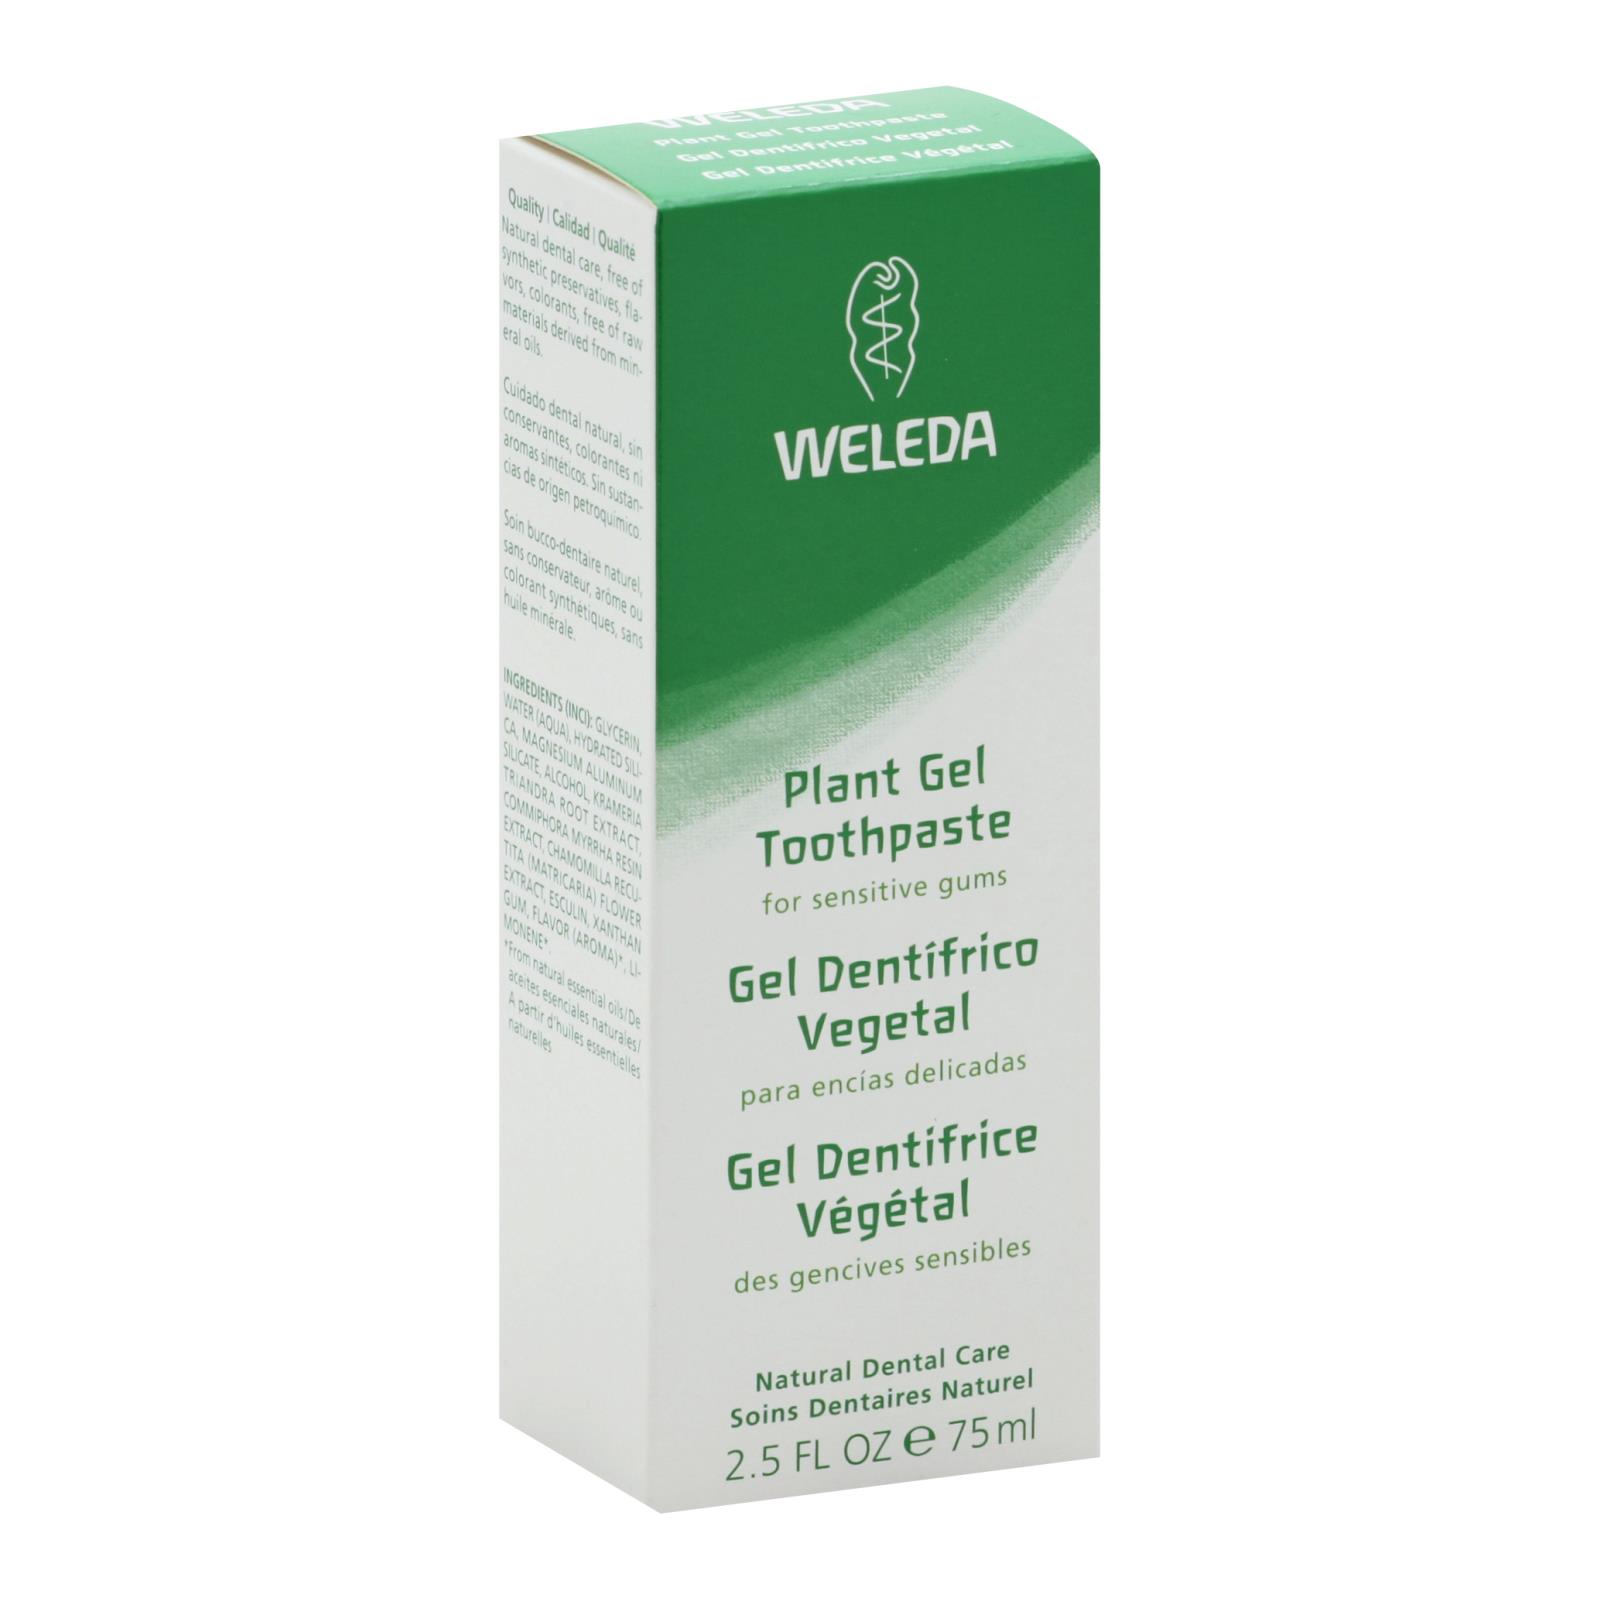 WELEDA
Plant Gel Toothpaste
Gel Dentífrico Vegetal
Gel Dentifrice Végétal
Quality | Calidad | Qualité
Natural dental care, free of
synthetic preservatives, fla-
vors, colorants, free of raw
materials derived from min-
eral oils.
Cuidado dental natural, sin
conservantes, colorantes ni
aromas sintéticos. Sin sustan-
cias de origen petroquímico.
Soin bucco-dentaire naturel,
sans conservateur, arôme ou
colorant synthétiques, sans
huile minérale.
INGREDIENTS (INCI): GLYCERIN,
WATER (AQUA), HYDRATED SILI-
CA, MAGNESIUM ALUMINUM
SILICATE, ALCOHOL, KRAMERIA
TRIANDRA ROOT EXTRACT,
COMMIPHORA MYRRHA RESIN
EXTRACT, CHAMOMILLA RECU-
TITA (MATRICARIA) FLOWER
EXTRACT, ESCULIN, XANTHAN
GUM, FLAVOR (AROMA)*, LI-
MONENE*.
*From natural essential oils/De
aceites esenciales naturales/
A partir d'huiles essentielles
naturelles
WELEDA
Plant Gel
Toothpaste
for sensitive gums
Gel Dentífrico
Vegetal
para encías delicadas
Gel Dentífrice
Végétal
des gencives sensibles
Natural Dental Care
Soins Dentaires Naturel
2.5 FL OZ ℮ 75 ml